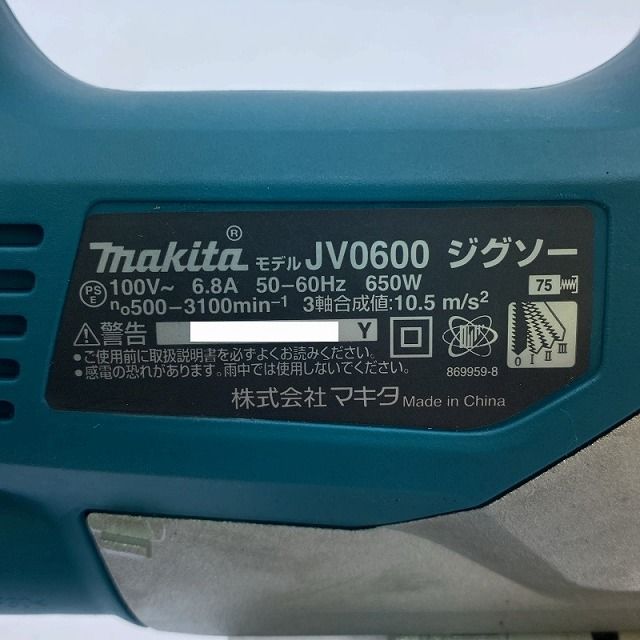 makita® モデル JV0600 ジグソー
PSE 100V～ 6.8A 50-60Hz 650W 75
n₀500-3100min⁻¹ 3軸合成値:10.5 m/s²
⚠警告 Y
0 I II III
●ご使用前に取扱説明書を必ずよくお読みください。
●感電の恐れがあります。雨中では使用しないでください。
869959-8
株式会社 マキタ Made in China